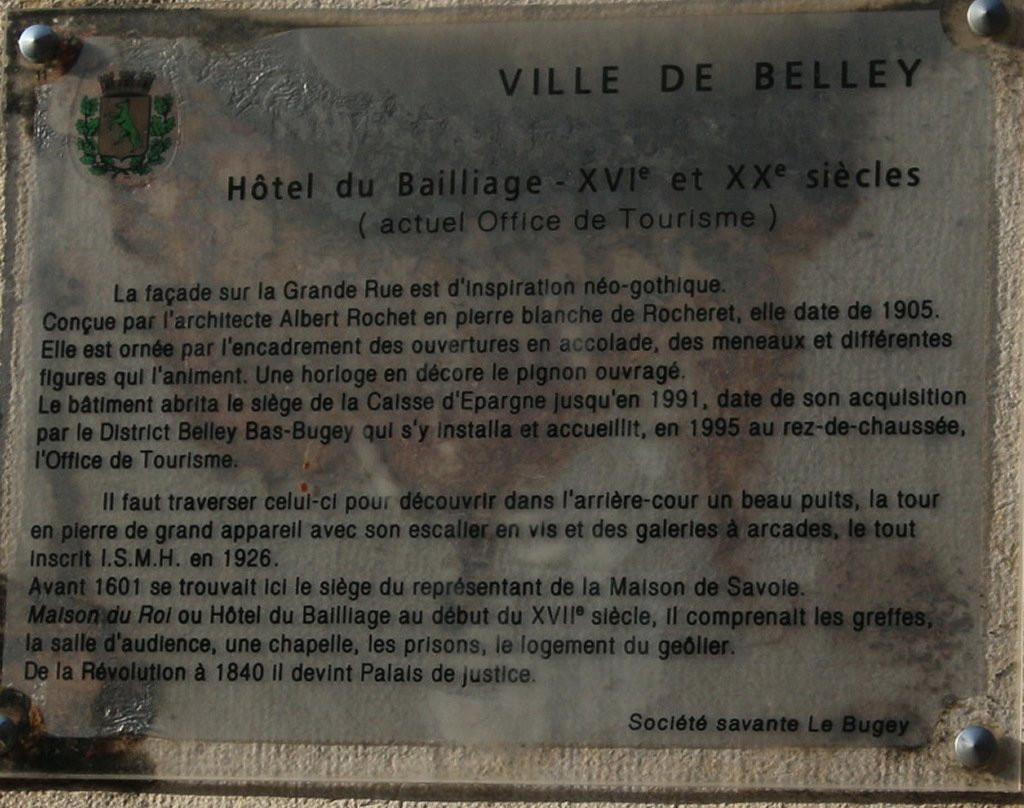 VILLE DE BELLEY
Hôtel du Bailliage - XVIe et XXe siècles
( actuel Office de Tourisme )
La façade sur la Grande Rue est d'inspiration néo-gothique.
Conçue par l'architecte Albert Rochet en pierre blanche de Rocheret, elle date de 1905.
Elle est ornée par l'encadrement des ouvertures en accolade, des meneaux et différentes
figures qui l'animent. Une horloge en décore le pignon ouvragé.
Le bâtiment abrita le siège de la Caisse d'Epargne jusqu'en 1991, date de son acquisition
par le District Belley Bas-Bugey qui s'y installa et accueillit, en 1995 au rez-de-chaussée,
l'Office de Tourisme.
Il faut traverser celui-ci pour découvrir dans l'arrière-cour un beau puits, la tour
en pierre de grand appareil avec son escalier en vis et des galeries à arcades, le tout
inscrit I.S.M.H. en 1926.
Avant 1601 se trouvait ici le siège du représentant de la Maison de Savoie.
Maison du Roi ou Hôtel du Bailliage au début du XVIIe siècle, il comprenait les greffes,
la salle d'audience, une chapelle, les prisons, le logement du geôlier.
De la Révolution à 1840 il devint Palais de justice.
Société savante Le Bugey